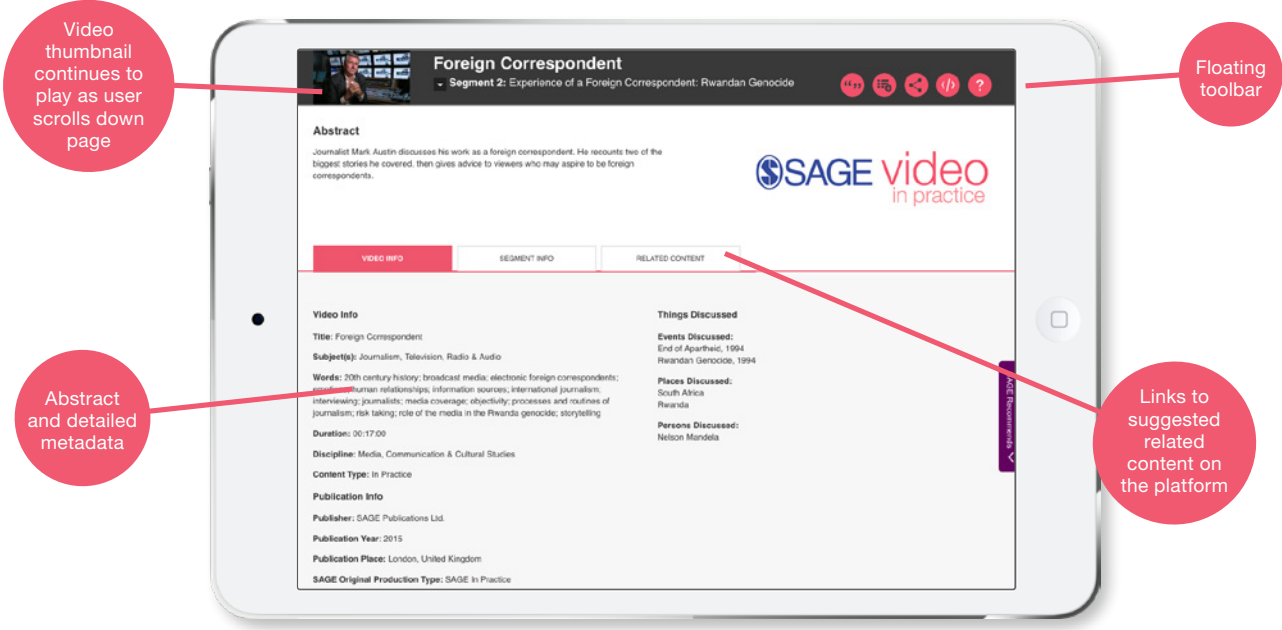 Video
thumbnail
continues to
play as user
scrolls down
page
Foreign Correspondent
Segment 2: Experience of a Foreign Correspondent: Rwandan Genocide
“ ”
</>
?
Floating
toolbar
Abstract
Journalist Mark Austin discusses his work as a foreign correspondent. He recounts two of the
biggest stories he covered, then gives advice to viewers who may aspire to be foreign
correspondents.
SSAGE video
in practice
VIDEO INFO
SEGMENT INFO
RELATED CONTENT
Video Info
Title: Foreign Correspondent
Subject(s): Journalism, Television, Radio & Audio
Words: 20th century history; broadcast media; electronic foreign correspondents;
human relationships; information sources; international journalism;
interviewing; journalists; media coverage; objectivity; processes and routines of
journalism; risk taking; role of the media in the Rwanda genocide; storytelling
Duration: 00:17:00
Discipline: Media, Communication & Cultural Studies
Content Type: In Practice
Publication Info
Publisher: SAGE Publications Ltd.
Publication Year: 2015
Publication Place: London, United Kingdom
SAGE Original Production Type: SAGE In Practice
Things Discussed
Events Discussed:
End of Apartheid, 1994
Rwandan Genocide, 1994
Places Discussed:
South Africa
Rwanda
Persons Discussed:
Nelson Mandela
SAGE Recommends
Abstract
and detailed
metadata
Links to
suggested
related
content on
the platform